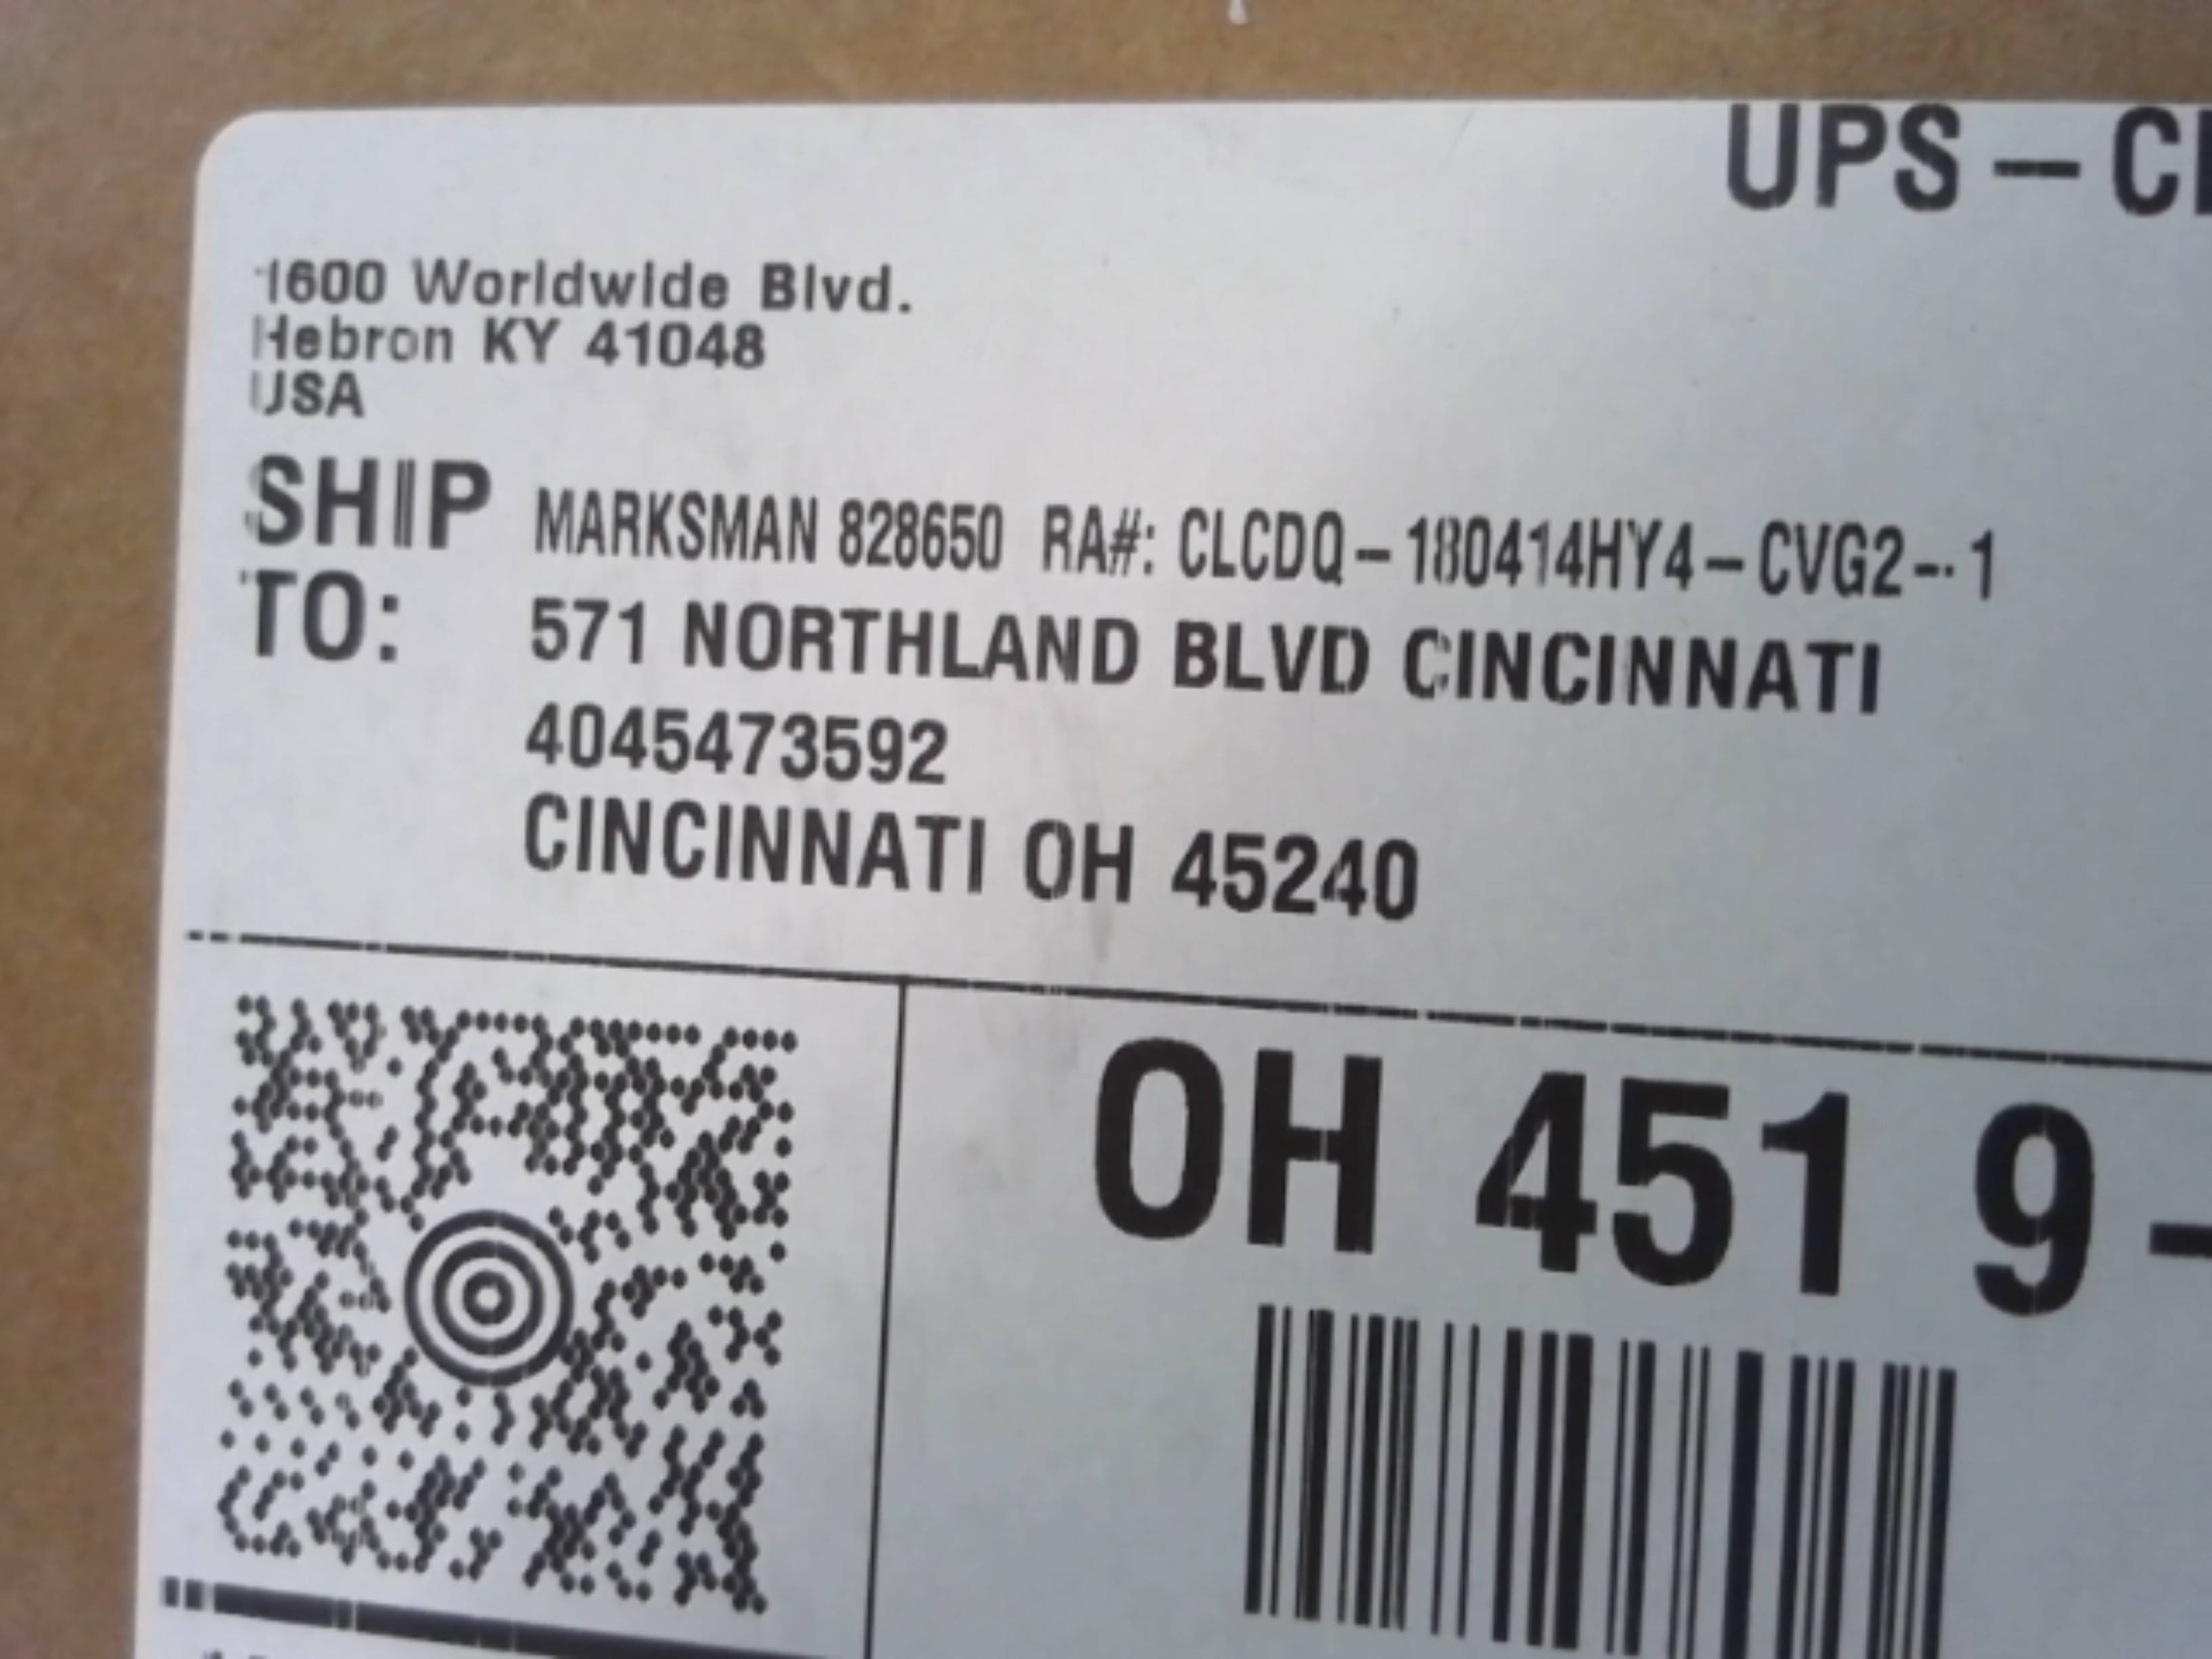 UPS – C
1600 Worldwide Blvd.
Hebron KY 41048
USA
SHIP TO:
MARKSMAN 828650 RA#: CLCDQ – 180414HY4 – CVG2 – 1
571 NORTHLAND BLVD CINCINNATI
4045473592
CINCINNATI OH 45240
OH 451 9 –